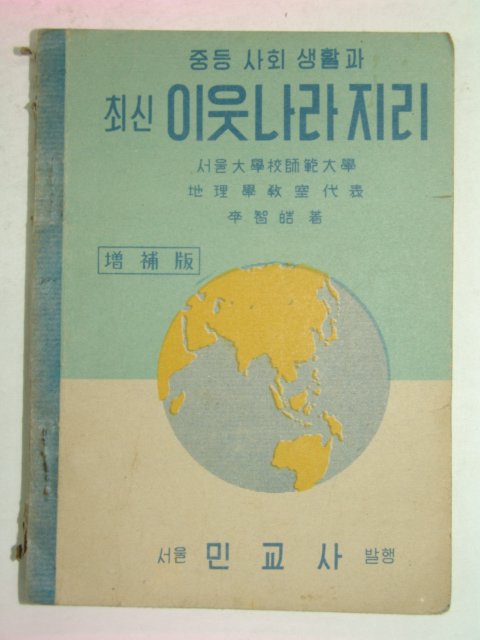 중등 사회 생활과
최신 이웃나라지리
서울大學校師範大學
地理學敎室代表
李智皓 著
增補版
서울 민교사 발행